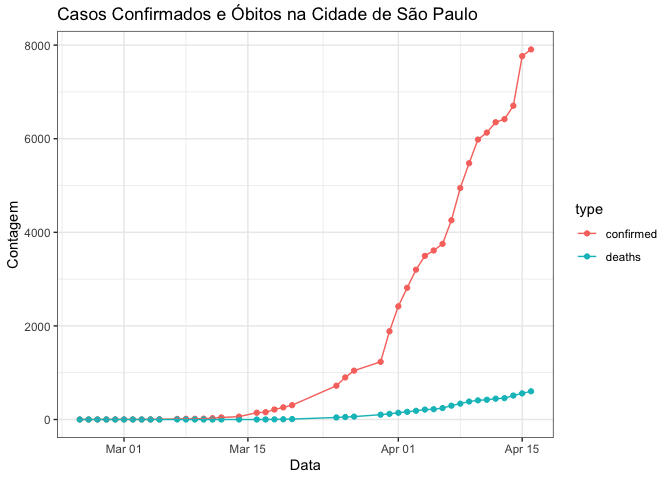 Casos Confirmados e Óbitos na Cidade de São Paulo
8000
6000
4000
2000
0
Contagem
Mar 01
Mar 15
Apr 01
Apr 15
Data
type
confirmed
deaths